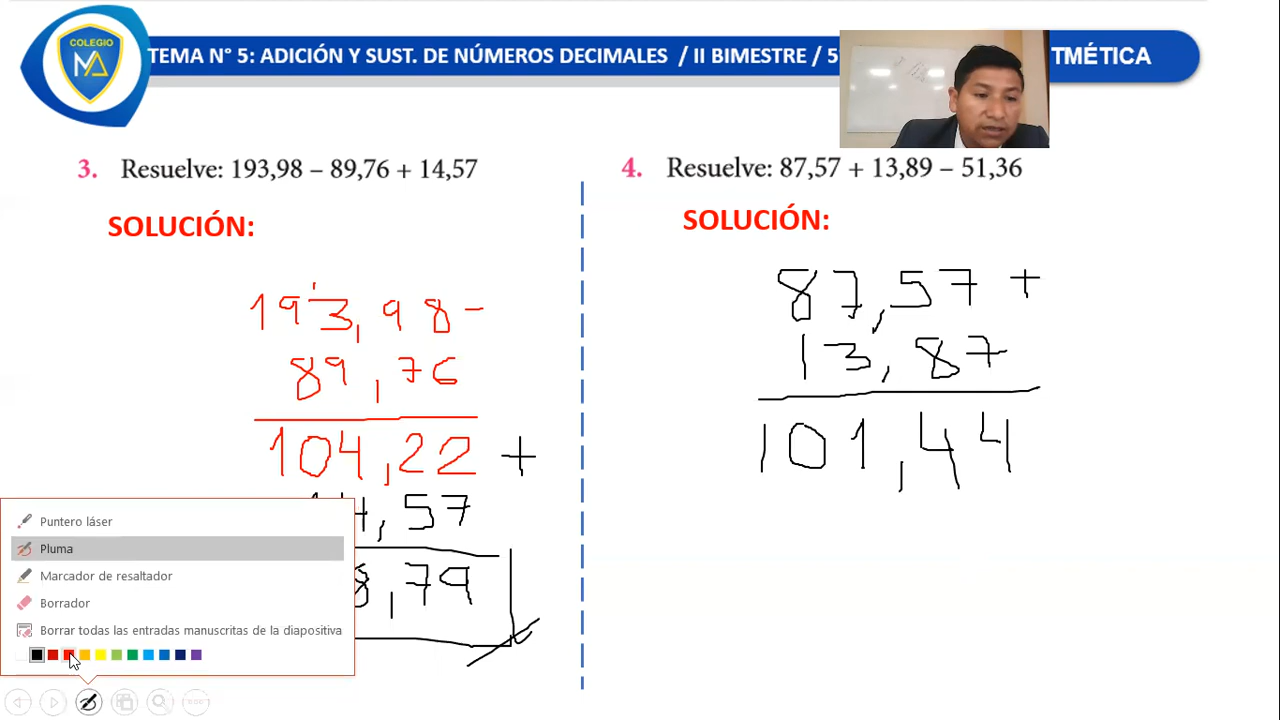 COLEGIO
TEMA N° 5: ADICIÓN Y SUST. DE NÚMEROS DECIMALES / II BIMESTRE / 5
TMÉTICA
3. Resuelve: 193,98 – 89,76 + 14,57
SOLUCIÓN:
193,98 -
89,76
104,22 +
14,57
8,79
4. Resuelve: 87,57 + 13,89 – 51,36
SOLUCIÓN:
87,57 +
13,87
101,44
Puntero láser
Pluma
Marcador de resaltador
Borrador
Borrar todas las entradas manuscritas de la diapositiva